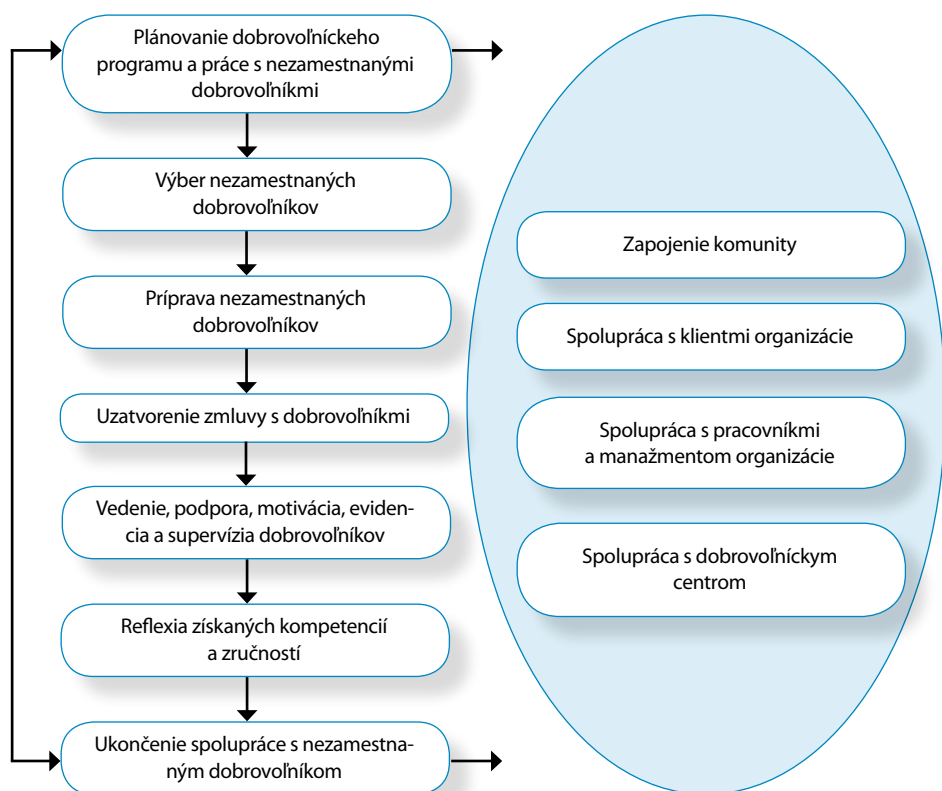 Plánovanie dobrovoľníckeho
programu a práce s nezamestnanými
dobrovoľníkmi
Výber nezamestnaných
dobrovoľníkov
Príprava nezamestnaných
dobrovoľníkov
Uzatvorenie zmluvy s dobrovoľníkmi
Vedenie, podpora, motivácia, eviden-
cia a supervízia dobrovoľníkov
Reflexia získaných kompetencií
a zručností
Ukončenie spolupráce s nezamestna-
ným dobrovoľníkom
Zapojenie komunity
Spolupráca s klientmi organizácie
Spolupráca s pracovníkmi
a manažmentom organizácie
Spolupráca s dobrovoľníckym
centrom